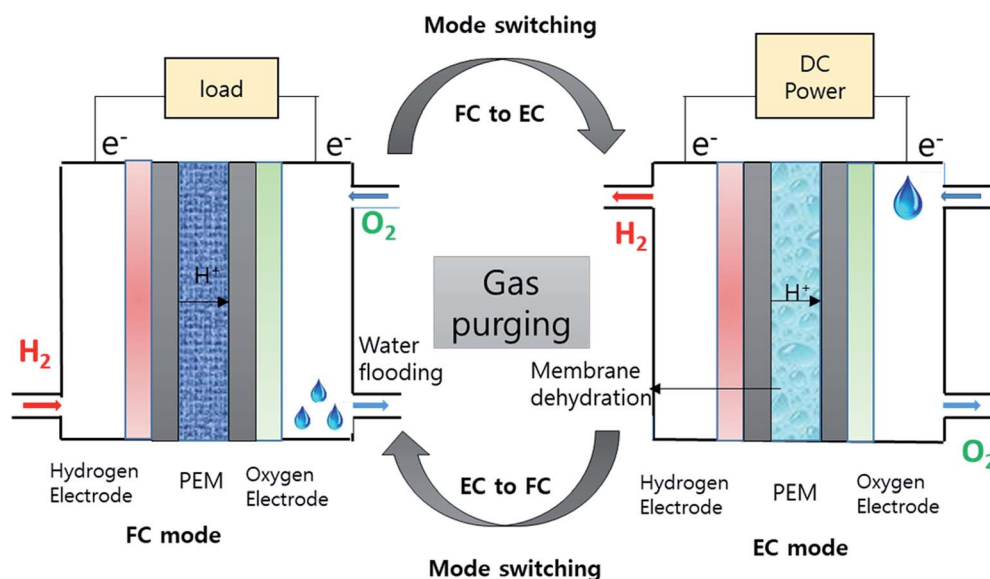 Mode switching
FC to EC
load
e⁻
e⁻
O₂
H⁺
H₂
Water
flooding
Hydrogen
Electrode
PEM
Oxygen
Electrode
FC mode
Gas
purging
Membrane
dehydration
DC
Power
e⁻
e⁻
H₂
H⁺
O₂
Hydrogen
Electrode
PEM
Oxygen
Electrode
EC mode
EC to FC
Mode switching